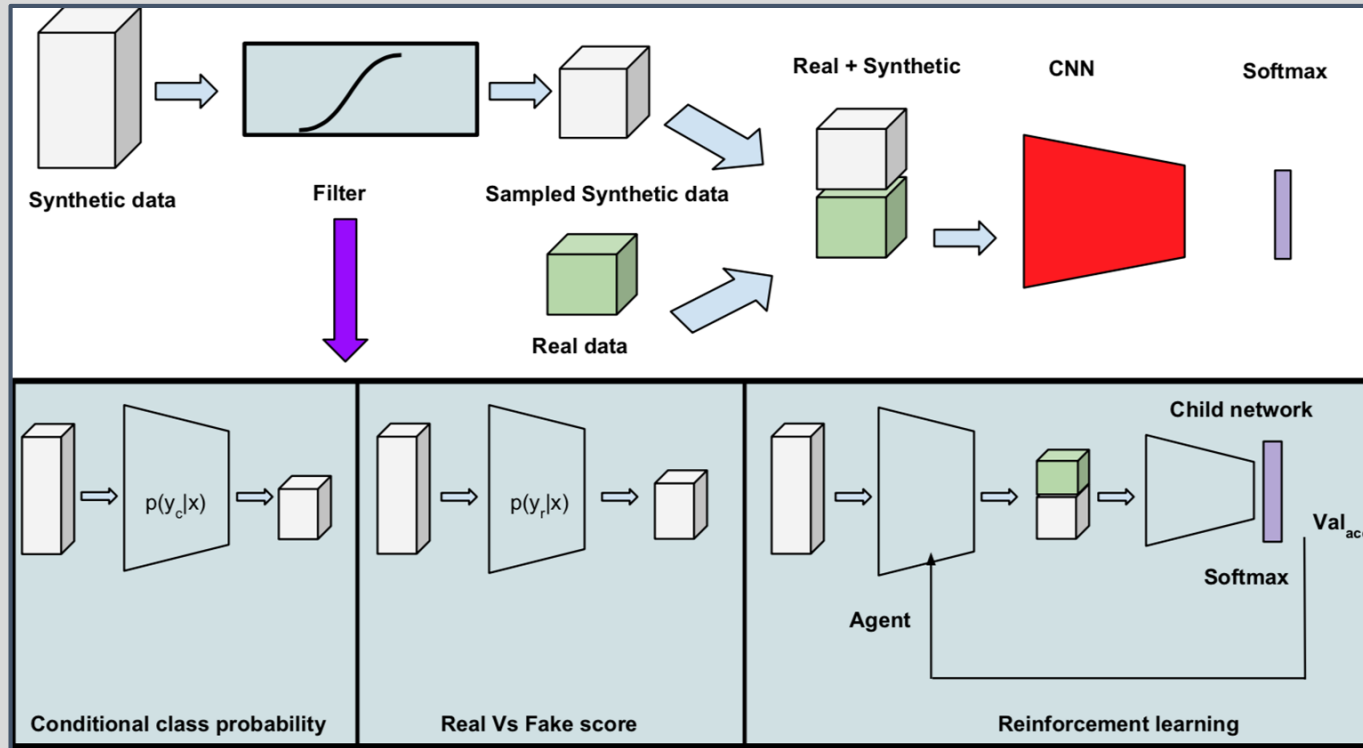 Real + Synthetic
CNN
Softmax
Synthetic data
Filter
Sampled Synthetic data
Real data
Child network
p(y_c|x)
p(y_r|x)
Val_acc
Softmax
Agent
Conditional class probability
Real Vs Fake score
Reinforcement learning